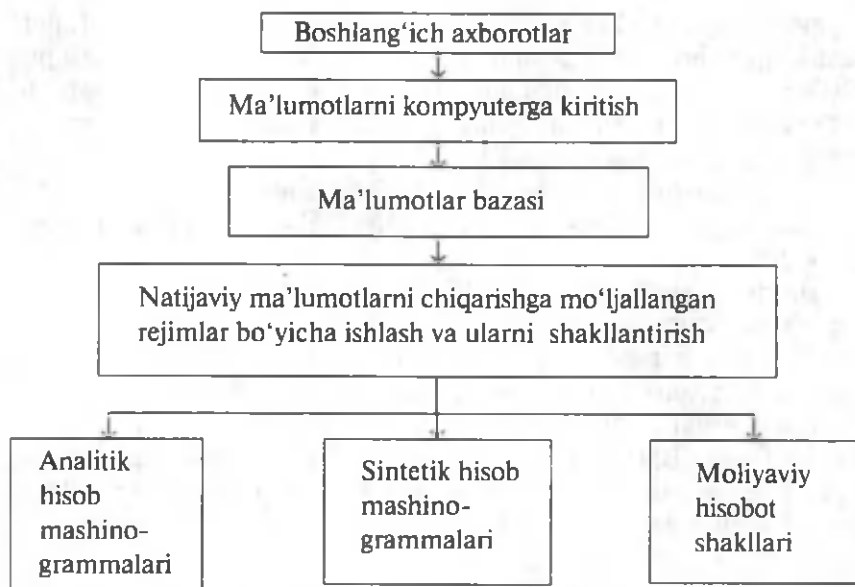 Boshlang‘ich axborotlar
Ma’lumotlarni kompyuterga kiritish
Ma’lumotlar bazasi
Natijaviy ma’lumotlarni chiqarishga mo‘ljallangan
rejimlar bo‘yicha ishlash va ularni shakllantirish
Analitik
hisob
mashino-
grammalari
Sintetik hisob
mashino-
grammalari
Moliyaviy
hisobot
shakllari